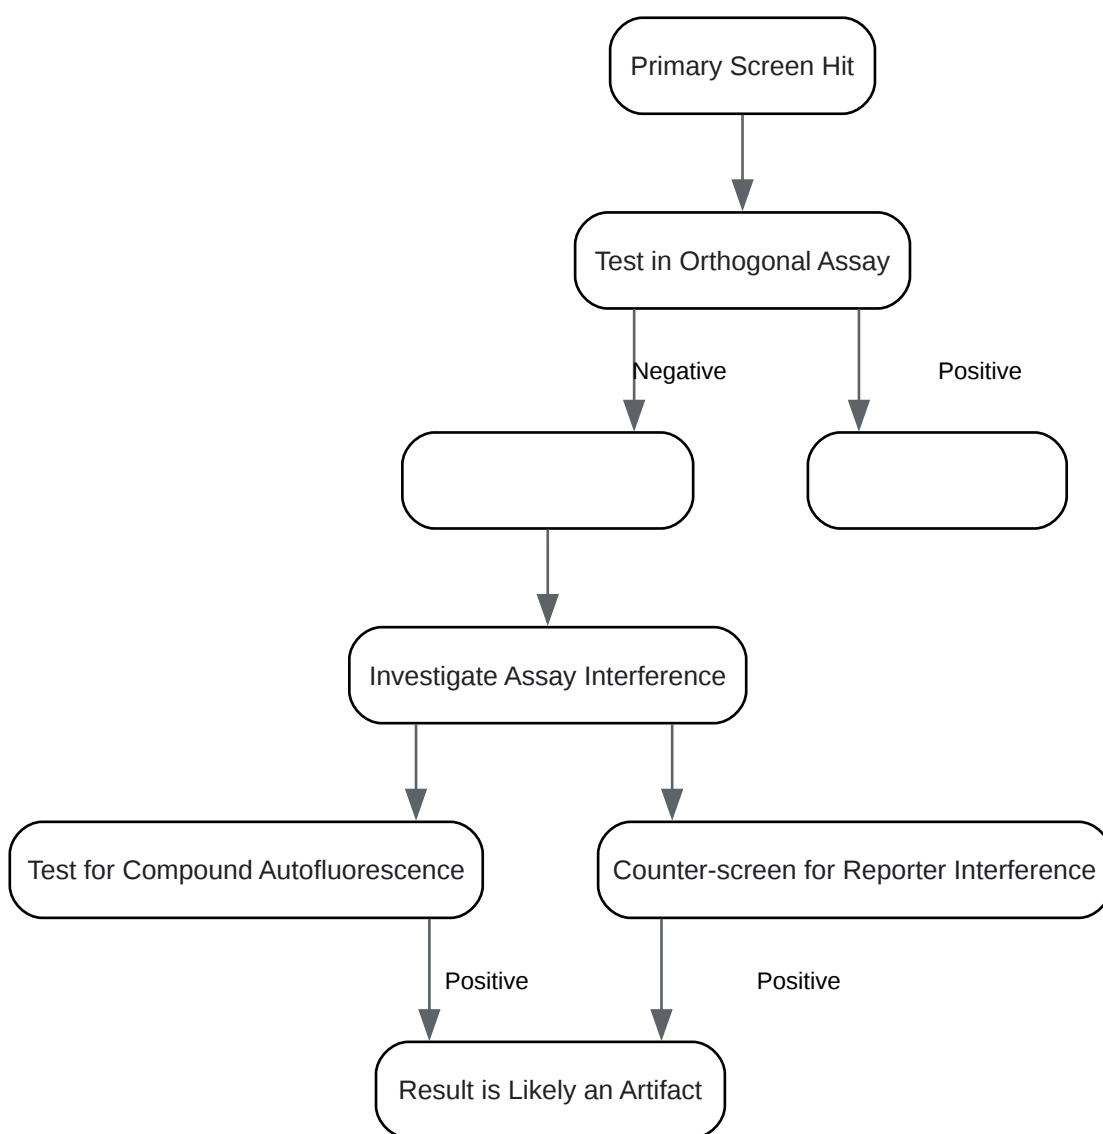 Primary Screen Hit
Test in Orthogonal Assay
Negative
Positive
Investigate Assay Interference
Test for Compound Autofluorescence
Counter-screen for Reporter Interference
Positive
Positive
Result is Likely an Artifact